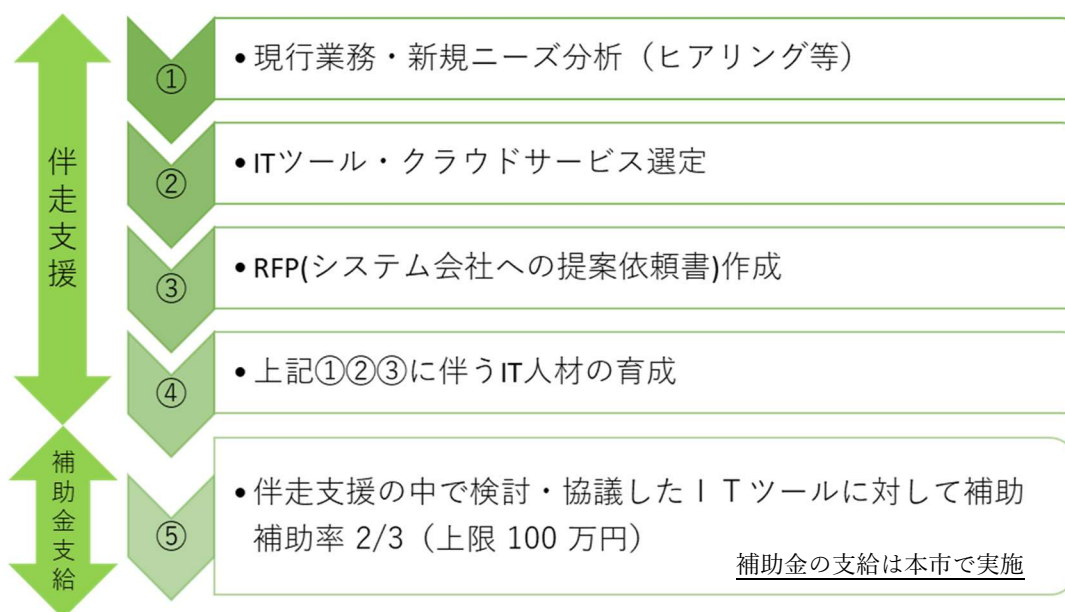 伴走支援
①
•現行業務・新規ニーズ分析（ヒアリング等）
②
•ITツール・クラウドサービス選定
③
•RFP(システム会社への提案依頼書)作成
④
•上記①②③に伴うIT人材の育成
補助金支給
⑤
•伴走支援の中で検討・協議したＩＴツールに対して補助
補助率 2/3（上限 100 万円）
補助金の支給は本市で実施